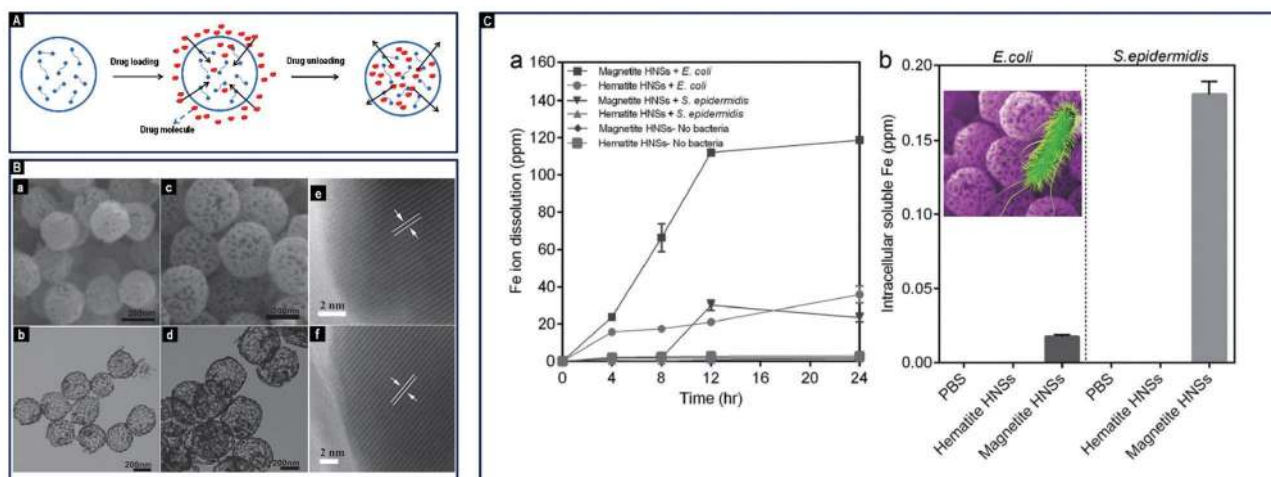 A
Drug loading
Drug unloading
Drug molecule
B
a
c
e
200nm
200nm
2 nm
b
d
f
200nm
200nm
2 nm
C
a
Magnetite HNSs + E. coli
Hematite HNSs + E. coli
Magnetite HNSs + S. epidermidis
Hematite HNSs + S. epidermidis
Magnetite HNSs- No bacteria
Hematite HNSs- No bacteria
Fe ion dissolution (ppm)
160
140
120
100
80
60
40
20
0
0 4 8 12 16 20 24
Time (hr)
b
E.coli
S.epidermidis
Intracellular soluble Fe (ppm)
0.20
0.15
0.10
0.05
0.00
PBS
Hematite HNSs
Magnetite HNSs
PBS
Hematite HNSs
Magnetite HNSs